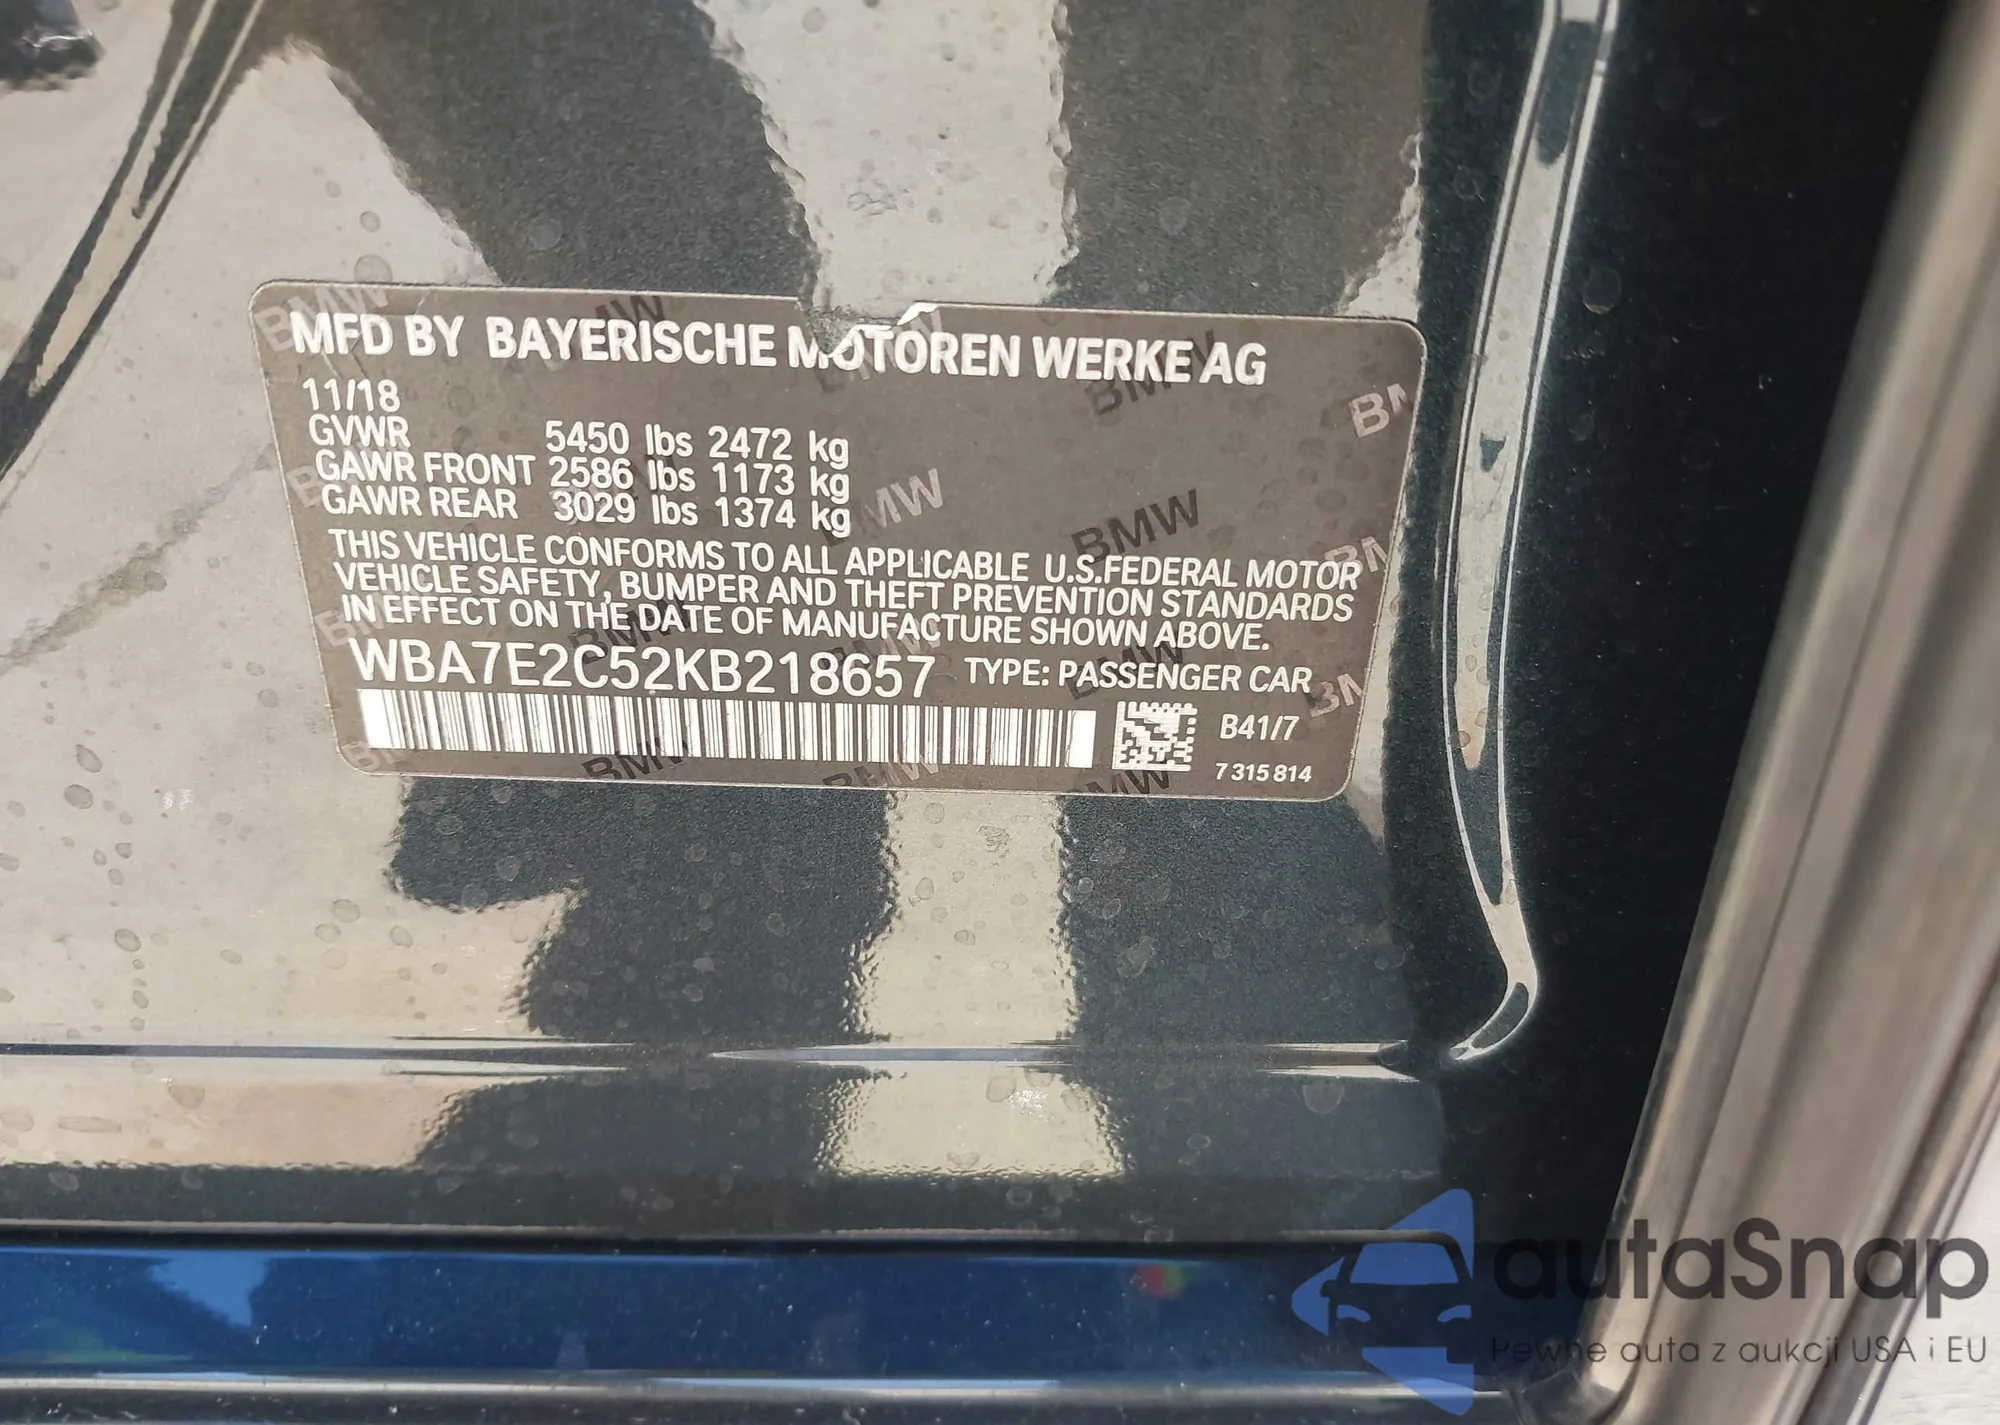 MFD BY BAYERISCHE MOTOREN WERKE AG
11/18
GVWR 5450 lbs 2472 kg
GAWR FRONT 2586 lbs 1173 kg
GAWR REAR 3029 lbs 1374 kg
THIS VEHICLE CONFORMS TO ALL APPLICABLE U.S.FEDERAL MOTOR
VEHICLE SAFETY, BUMPER AND THEFT PREVENTION STANDARDS
IN EFFECT ON THE DATE OF MANUFACTURE SHOWN ABOVE.
WBA7E2C52KB218657 TYPE: PASSENGER CAR
B41/7
7315814
autaSnap
Pewne auta z aukcji USA i EU